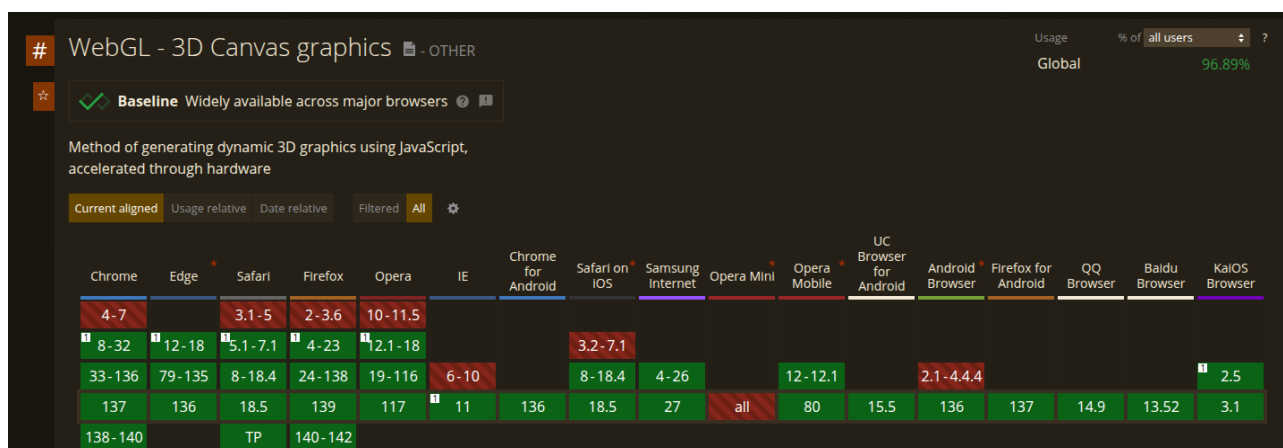 # WebGL - 3D Canvas graphics - OTHER
Usage % of all users ?
Global 96.89%
☆ Baseline Widely available across major browsers ?
Method of generating dynamic 3D graphics using JavaScript,
accelerated through hardware
Current aligned Usage relative Date relative Filtered All
Chrome Edge * Safari Firefox Opera IE Chrome for Android Safari on iOS * Samsung Internet Opera Mini * Opera Mobile * UC Browser for Android Android Browser * Firefox for Android QQ Browser Baidu Browser KaiOS Browser
4-7 3.1-5 2-3.6 10-11.5
1 8-32 1 12-18 1 5.1-7.1 1 4-23 1 12.1-18 3.2-7.1
33-136 79-135 8-18.4 24-138 19-116 6-10 8-18.4 4-26 12-12.1 2.1-4.4.4 1 2.5
137 136 18.5 139 117 1 11 136 18.5 27 all 80 15.5 136 137 14.9 13.52 3.1
138-140 TP 140-142